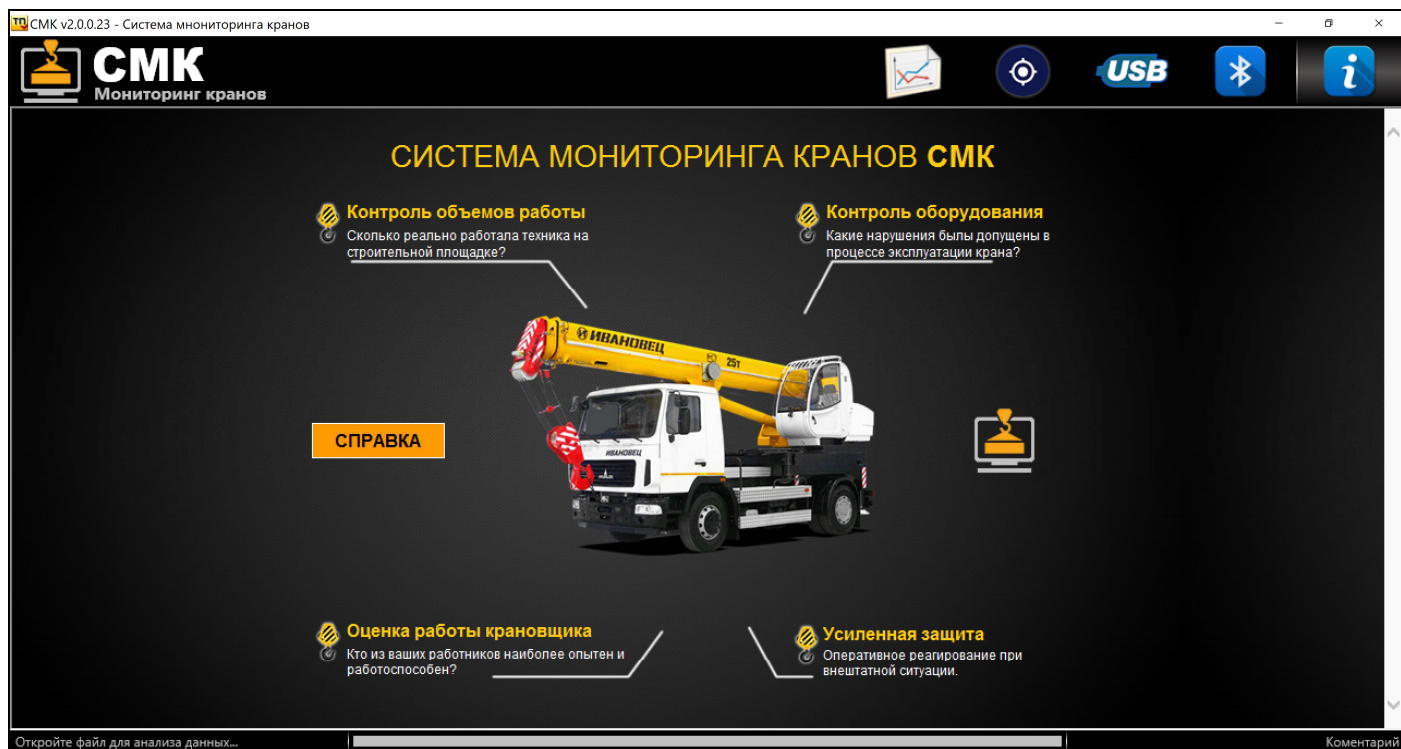 СМК v2.0.0.23 - Система мнониторинга кранов
СМК
Мониторинг кранов
USB
СИСТЕМА МОНИТОРИНГА КРАНОВ СМК
Контроль объемов работы
Сколько реально работала техника на
строительной площадке?
Контроль оборудования
Какие нарушения былы допущены в
процессе эксплуатации крана?
ИВАНОВЕЦ
25т
СПРАВКА
ИВАНОВЕЦ
Оценка работы крановщика
Кто из ваших работников наиболее опытен и
работоспособен?
Усиленная защита
Оперативное реагирование при
внештатной ситуации.
Откройте файл для анализа данных...
Коментарий